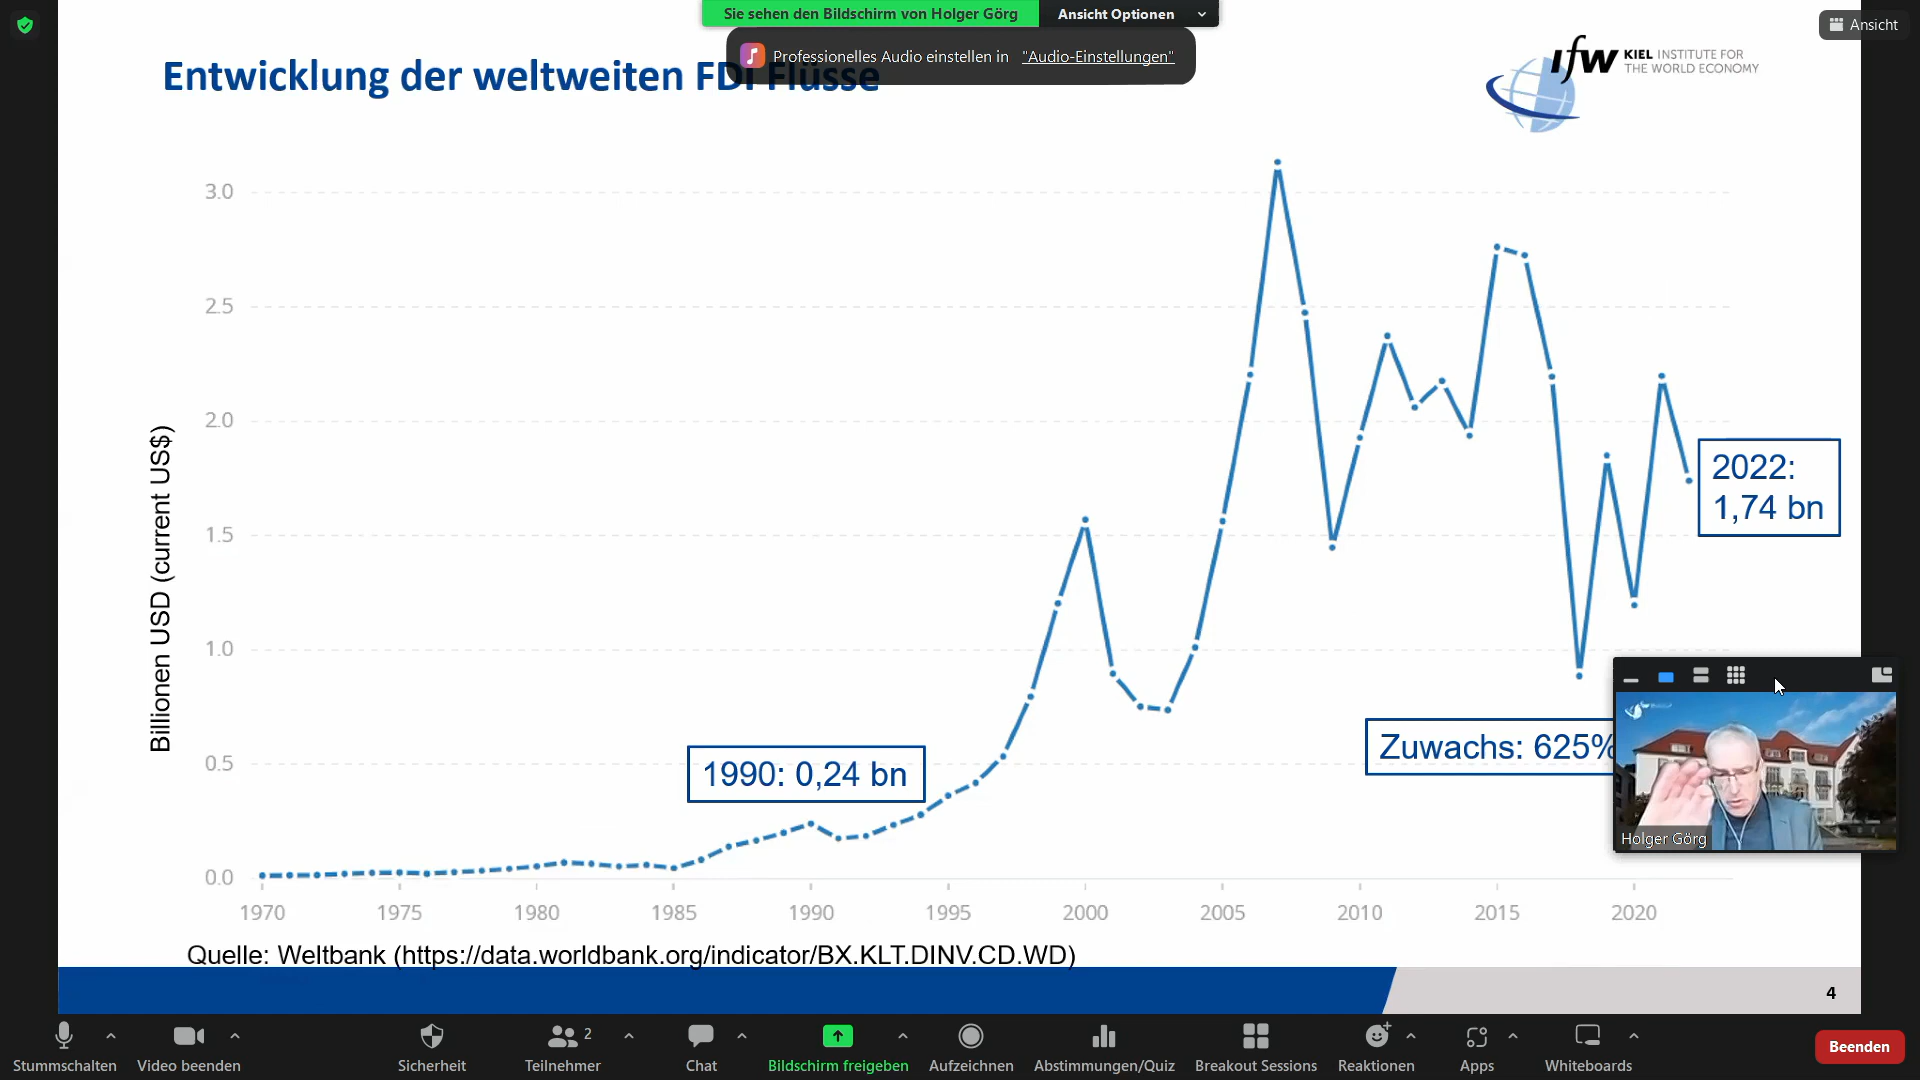 Sie sehen den Bildschirm von Holger Görg
Ansicht Optionen
Ansicht
Professionelles Audio einstellen in "Audio-Einstellungen"
Entwicklung der weltweiten FDI Flüsse
ifw KIEL INSTITUTE FOR
THE WORLD ECONOMY
3.0
2.5
2.0
1.5
1.0
0.5
0.0
Billionen USD (current US$)
2022:
1,74 bn
1990: 0,24 bn
Zuwachs: 625%
Holger Görg
1970 1975 1980 1985 1990 1995 2000 2005 2010 2015 2020
Quelle: Weltbank (https://data.worldbank.org/indicator/BX.KLT.DINV.CD.WD)
4
2
Stummschalten Video beenden Sicherheit Teilnehmer Chat Bildschirm freigeben Aufzeichnen Abstimmungen/Quiz Breakout Sessions Reaktionen Apps Whiteboards Beenden